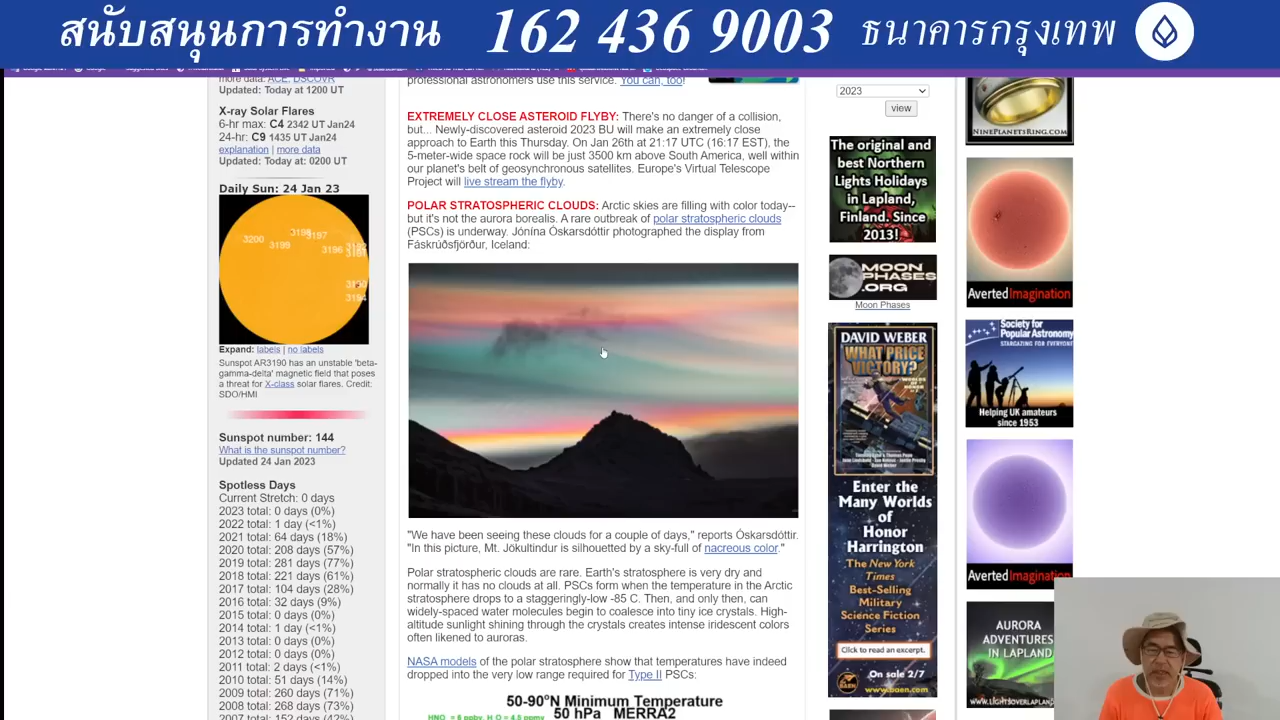 สนับสนุนการทำงาน 162 436 9003 ธนาคารกรุงเทพ
more data: ACE, DSCOVR
Updated: Today at 1200 UT
X-ray Solar Flares
6-hr max: C4 2342 UT Jan24
24-hr: C9 1435 UT Jan24
explanation | more data
Updated: Today at: 0200 UT
Daily Sun: 24 Jan 23
3200
3199
3198
3197
3196
3190
3194
Expand: labels | no labels
Sunspot AR3190 has an unstable 'beta-
gamma-delta' magnetic field that poses
a threat for X-class solar flares. Credit:
SDO/HMI
Sunspot number: 144
What is the sunspot number?
Updated 24 Jan 2023
Spotless Days
Current Stretch: 0 days
2023 total: 0 days (0%)
2022 total: 1 day (<1%)
2021 total: 64 days (18%)
2020 total: 208 days (57%)
2019 total: 281 days (77%)
2018 total: 221 days (61%)
2017 total: 104 days (28%)
2016 total: 32 days (9%)
2015 total: 0 days (0%)
2014 total: 1 day (<1%)
2013 total: 0 days (0%)
2012 total: 0 days (0%)
2011 total: 2 days (<1%)
2010 total: 51 days (14%)
2009 total: 260 days (71%)
professional astronomers use this service. You can, too!
EXTREMELY CLOSE ASTEROID FLYBY: There's no danger of a collision,
but... Newly-discovered asteroid 2023 BU will make an extremely close
approach to Earth this Thursday, On Jan 26th at 21:17 UTC (16:17 EST), the
5-meter-wide space rock will be just 3500 km above South America, well within
our planet's belt of geosynchronous satellites. Europe's Virtual Telescope
Project will live stream the flyby.
POLAR STRATOSPHERIC CLOUDS: Arctic skies are filling with color today--
but it's not the aurora borealis. A rare outbreak of polar stratospheric clouds
(PSCs) is underway. Jónína Óskarsdóttir photographed the display from
Fáskrúðsfjörður, Iceland:
"We have been seeing these clouds for a couple of days," reports Óskarsdóttir.
"In this picture, Mt. Jökultindur is silhouetted by a sky-full of nacreous color."
Polar stratospheric clouds are rare. Earth's stratosphere is very dry and
normally it has no clouds at all. PSCs form when the temperature in the Arctic
stratosphere drops to a staggeringly-low -85 C. Then, and only then, can
widely-spaced water molecules begin to coalesce into tiny ice crystals. High-
altitude sunlight shining through the crystals creates intense iridescent colors
often likened to auroras.
NASA models of the polar stratosphere show that temperatures have indeed
dropped into the very low range required for Type II PSCs:
50-90°N Minimum Temperature
50 hPa MERRA2
2023
view
The original and
best Northern
Lights Holidays
in Lapland,
Finland. Since
2013!
MOON
PHASES
.ORG
Moon Phases
DAVID WEBER
WHAT PRICE
VICTORY?
Enter the
Many Worlds
of
Honor
Harrington
The New York
Times
Best-Selling
Military
Science Fiction
Series
Click to read an excerpt.
On sale 2/7
BAEN
www.baen.com
NINEPLANETSRING.COM
Averted Imagination
Society for
Popular Astronomy
STARGAZING FOR EVERYONE
Helping UK amateurs
since 1953
Averted Imagination
AURORA
ADVENTURES
IN LAPLAND